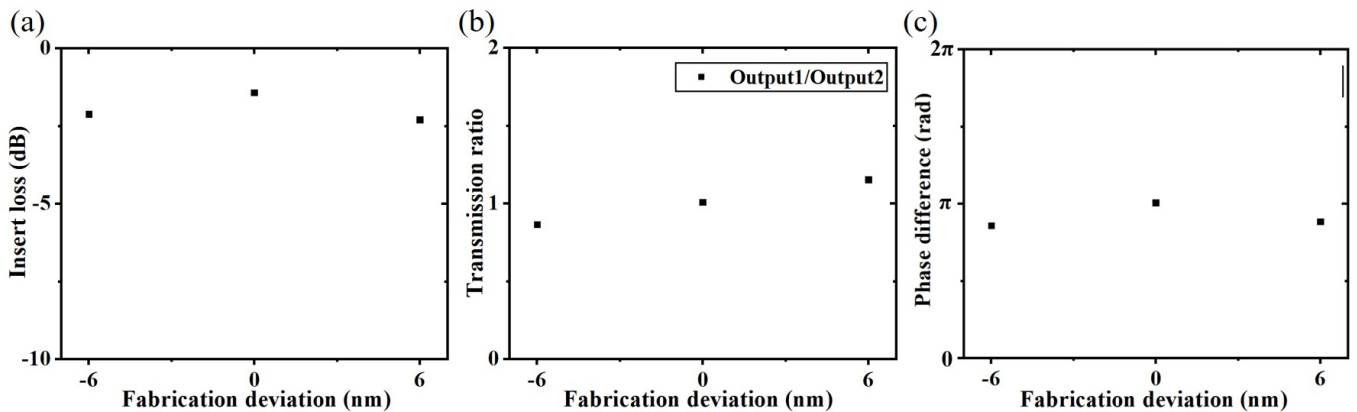 (a)
0
-5
-10
Insert loss (dB)
-6 0 6
Fabrication deviation (nm)
(b)
2
1
0
Transmission ratio
Output1/Output2
-6 0 6
Fabrication deviation (nm)
(c)
2π
π
0
Phase difference (rad)
-6 0 6
Fabrication deviation (nm)